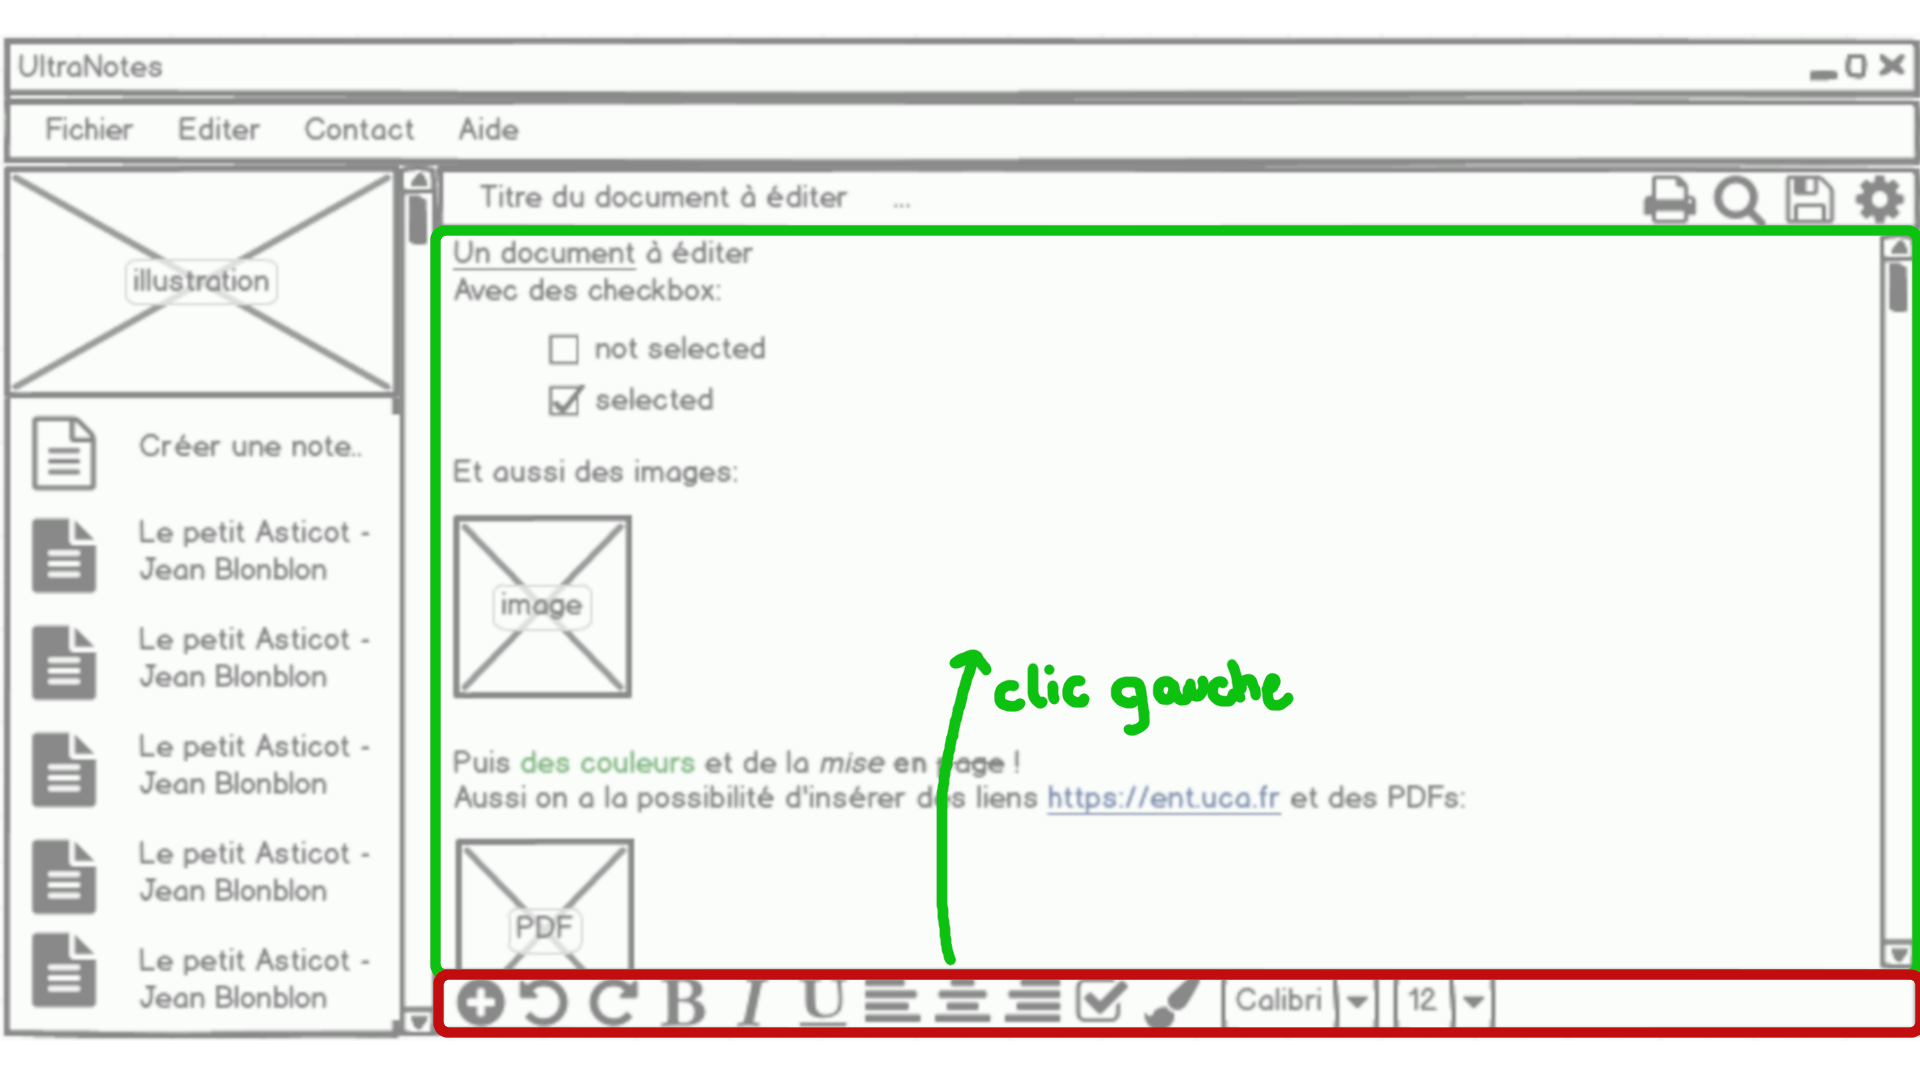 UltraNotes
Fichier Editer Contact Aide
illustration
Créer une note..
Le petit Asticot -
Jean Blonblon
Le petit Asticot -
Jean Blonblon
Le petit Asticot -
Jean Blonblon
Le petit Asticot -
Jean Blonblon
Le petit Asticot -
Jean Blonblon
Titre du document à éditer ...
Un document à éditer
Avec des checkbox:
not selected
selected
Et aussi des images:
image
clic gauche
Puis des couleurs et de la mise en page !
Aussi on a la possibilité d'insérer des liens https://ent.uca.fr et des PDFs:
PDF
B I U Calibri 12